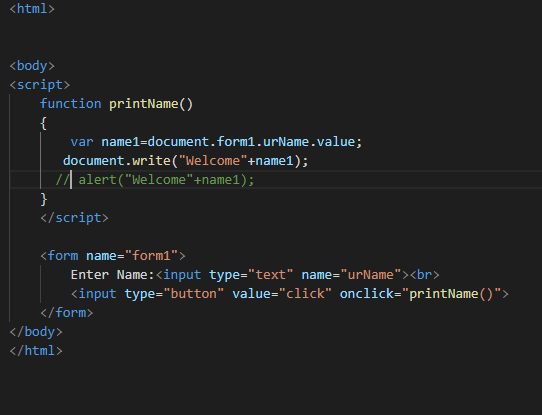 <html>
<body>
<script>
function printName()
{
var name1=document.form1.urName.value;
document.write("Welcome"+name1);
// alert("Welcome"+name1);
}
</script>
<form name="form1">
Enter Name:<input type="text" name="urName"><br>
<input type="button" value="click" onclick="printName()">
</form>
</body>
</html>